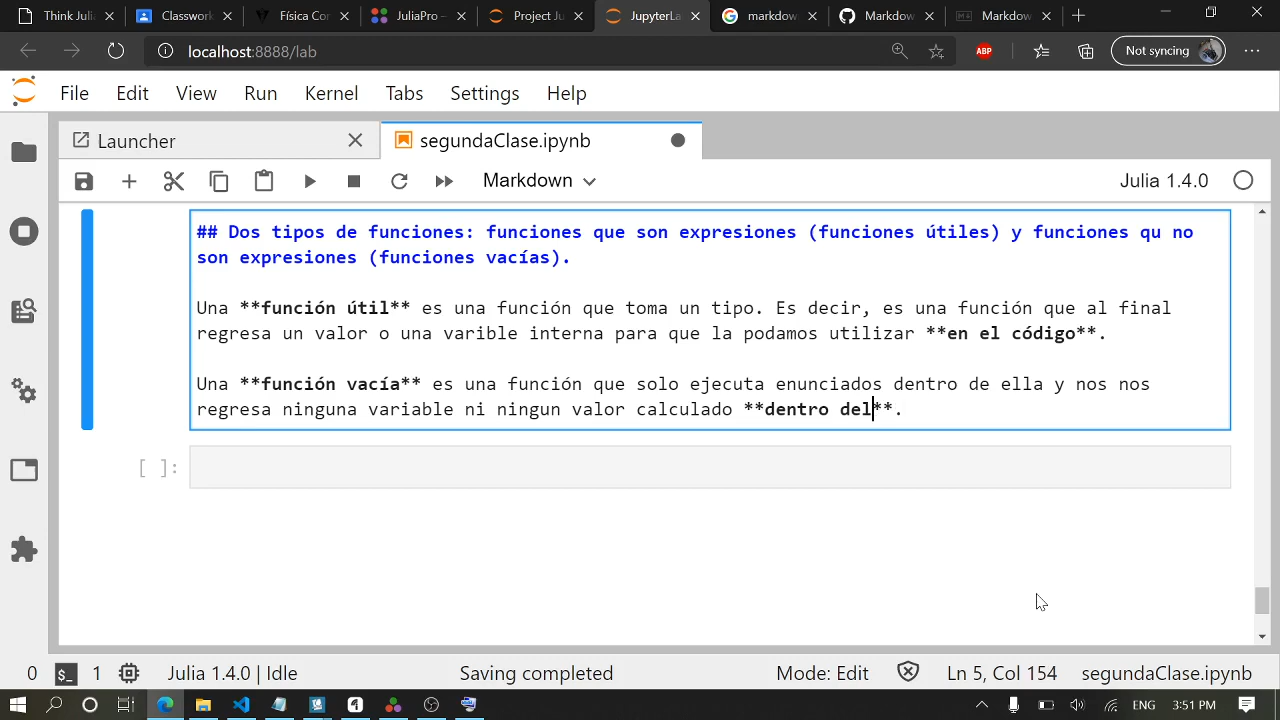 Think Juli
Classwork
Física Cor
JuliaPro –
Project Ju
JupyterLa
markdow
Markdow
Markdow
localhost:8888/lab
ABP
Not syncing
File Edit View Run Kernel Tabs Settings Help
Launcher
segundaClase.ipynb
Markdown
Julia 1.4.0
## Dos tipos de funciones: funciones que son expresiones (funciones útiles) y funciones qu no
son expresiones (funciones vacías).
Una **función útil** es una función que toma un tipo. Es decir, es una función que al final
regresa un valor o una varible interna para que la podamos utilizar **en el código**.
Una **función vacía** es una función que solo ejecuta enunciados dentro de ella y nos nos
regresa ninguna variable ni ningun valor calculado **dentro del**.
[ ]:
0 1 Julia 1.4.0 | Idle Saving completed Mode: Edit Ln 5, Col 154 segundaClase.ipynb
ENG 3:51 PM